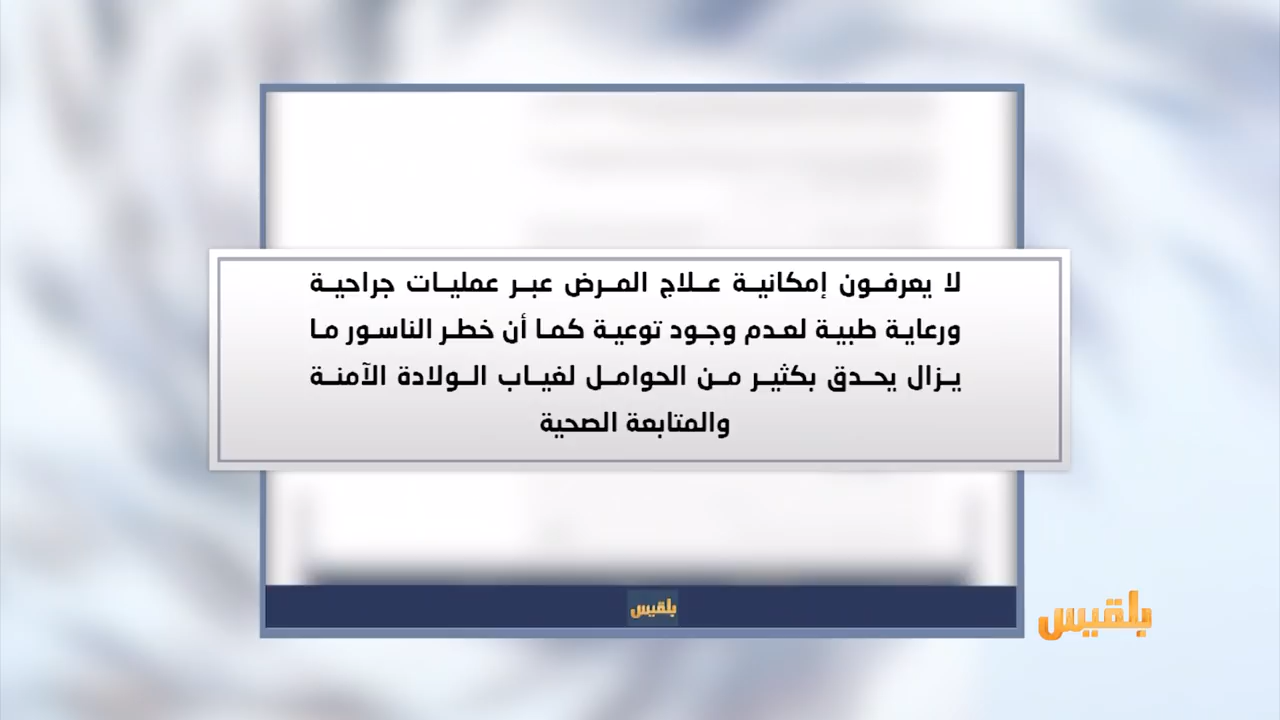 لا يعرفون إمكانية علاج المرض عبر عمليات جراحية
ورعاية طبية لعدم وجود توعية كما أن خطر الناسور ما
يزال يحدق بكثير من الحوامل لغياب الولادة الآمنة
والمتابعة الصحية
بلقيس
بلقيس